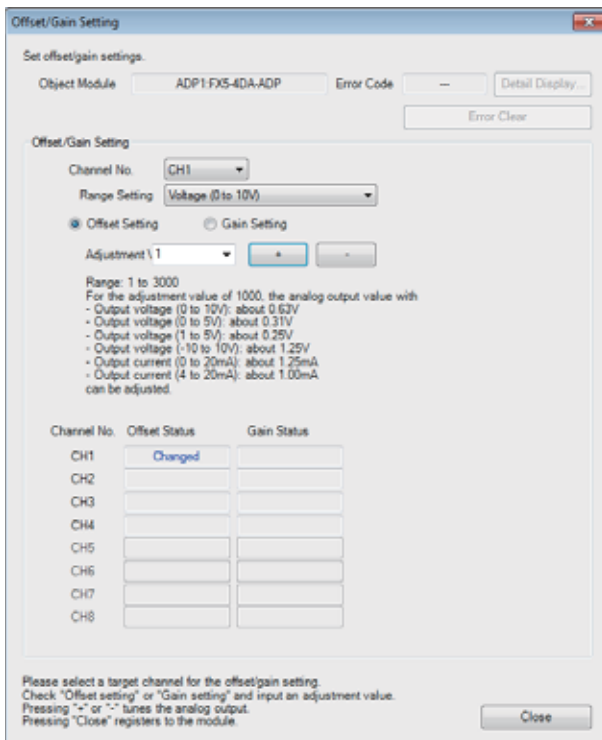 Offset/Gain Setting
Set offset/gain settings.
Object Module ADP1:FX5-4DA-ADP Error Code --- Detail Display...
Error Clear
Offset/Gain Setting
Channel No. CH1
Range Setting Voltage (0 to 10V)
Offset Setting Gain Setting
Adjustment \ 1 + -
Range: 1 to 3000
For the adjustment value of 1000, the analog output value with
- Output voltage (0 to 10V): about 0.63V
- Output voltage (0 to 5V): about 0.31V
- Output voltage (1 to 5V): about 0.25V
- Output voltage (-10 to 10V): about 1.25V
- Output current (0 to 20mA): about 1.25mA
- Output current (4 to 20mA): about 1.00mA
can be adjusted.
Channel No. Offset Status Gain Status
CH1 Changed
CH2
CH3
CH4
CH5
CH6
CH7
CH8
Please select a target channel for the offset/gain setting.
Check "Offset setting" or "Gain setting" and input an adjustment value.
Pressing "+" or "-" tunes the analog output.
Pressing "Close" registers to the module.
Close